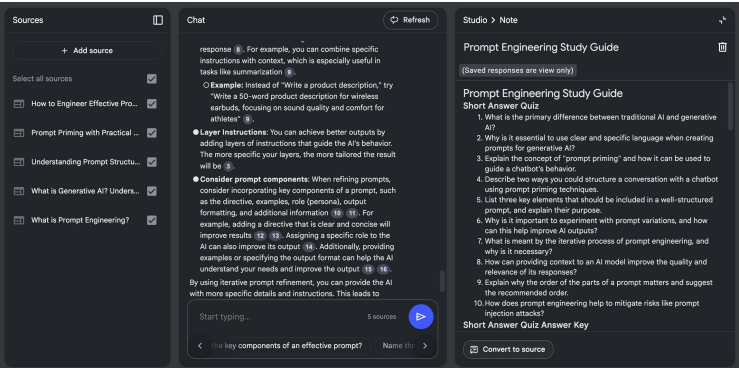 Sources
+ Add source
Select all sources
How to Engineer Effective Pro...
Prompt Priming with Practical ...
Understanding Prompt Structu...
What is Generative AI? Unders...
What is Prompt Engineering?
Chat
Refresh
response 8 . For example, you can combine specific
instructions with context, which is especially useful in
tasks like summarization 9 .
Example: Instead of "Write a product description," try
"Write a 50-word product description for wireless
earbuds, focusing on sound quality and comfort for
athletes" 9 .
Layer Instructions: You can achieve better outputs by
adding layers of instructions that guide the AI's behavior.
The more specific your layers, the more tailored the result
will be 3 .
Consider prompt components: When refining prompts,
consider incorporating key components of a prompt, such
as the directive, examples, role (persona), output
formatting, and additional information 10 11 . For
example, adding a directive that is clear and concise will
improve results 12 13 . Assigning a specific role to the
AI can also improve its output 14 . Additionally, providing
examples or specifying the output format can help the AI
understand your needs and improve the output 15 16 .
By using iterative prompt refinement, you can provide the AI
with more specific details and instructions. This leads to
Start typing...
5 sources
the key components of an effective prompt?
Name thr
Studio > Note
Prompt Engineering Study Guide
(Saved responses are view only)
Prompt Engineering Study Guide
Short Answer Quiz
1. What is the primary difference between traditional AI and generative
AI?
2. Why is it essential to use clear and specific language when creating
prompts for generative AI?
3. Explain the concept of "prompt priming" and how it can be used to
guide a chatbot's behavior.
4. Describe two ways you could structure a conversation with a chatbot
using prompt priming techniques.
5. List three key elements that should be included in a well-structured
prompt, and explain their purpose.
6. Why is it important to experiment with prompt variations, and how
can this help improve AI outputs?
7. What is meant by the iterative process of prompt engineering, and
why is it necessary?
8. How can providing context to an AI model improve the quality and
relevance of its responses?
9. Explain why the order of the parts of a prompt matters and suggest
the recommended order.
10. How does prompt engineering help to mitigate risks like prompt
injection attacks?
Short Answer Quiz Answer Key
Convert to source